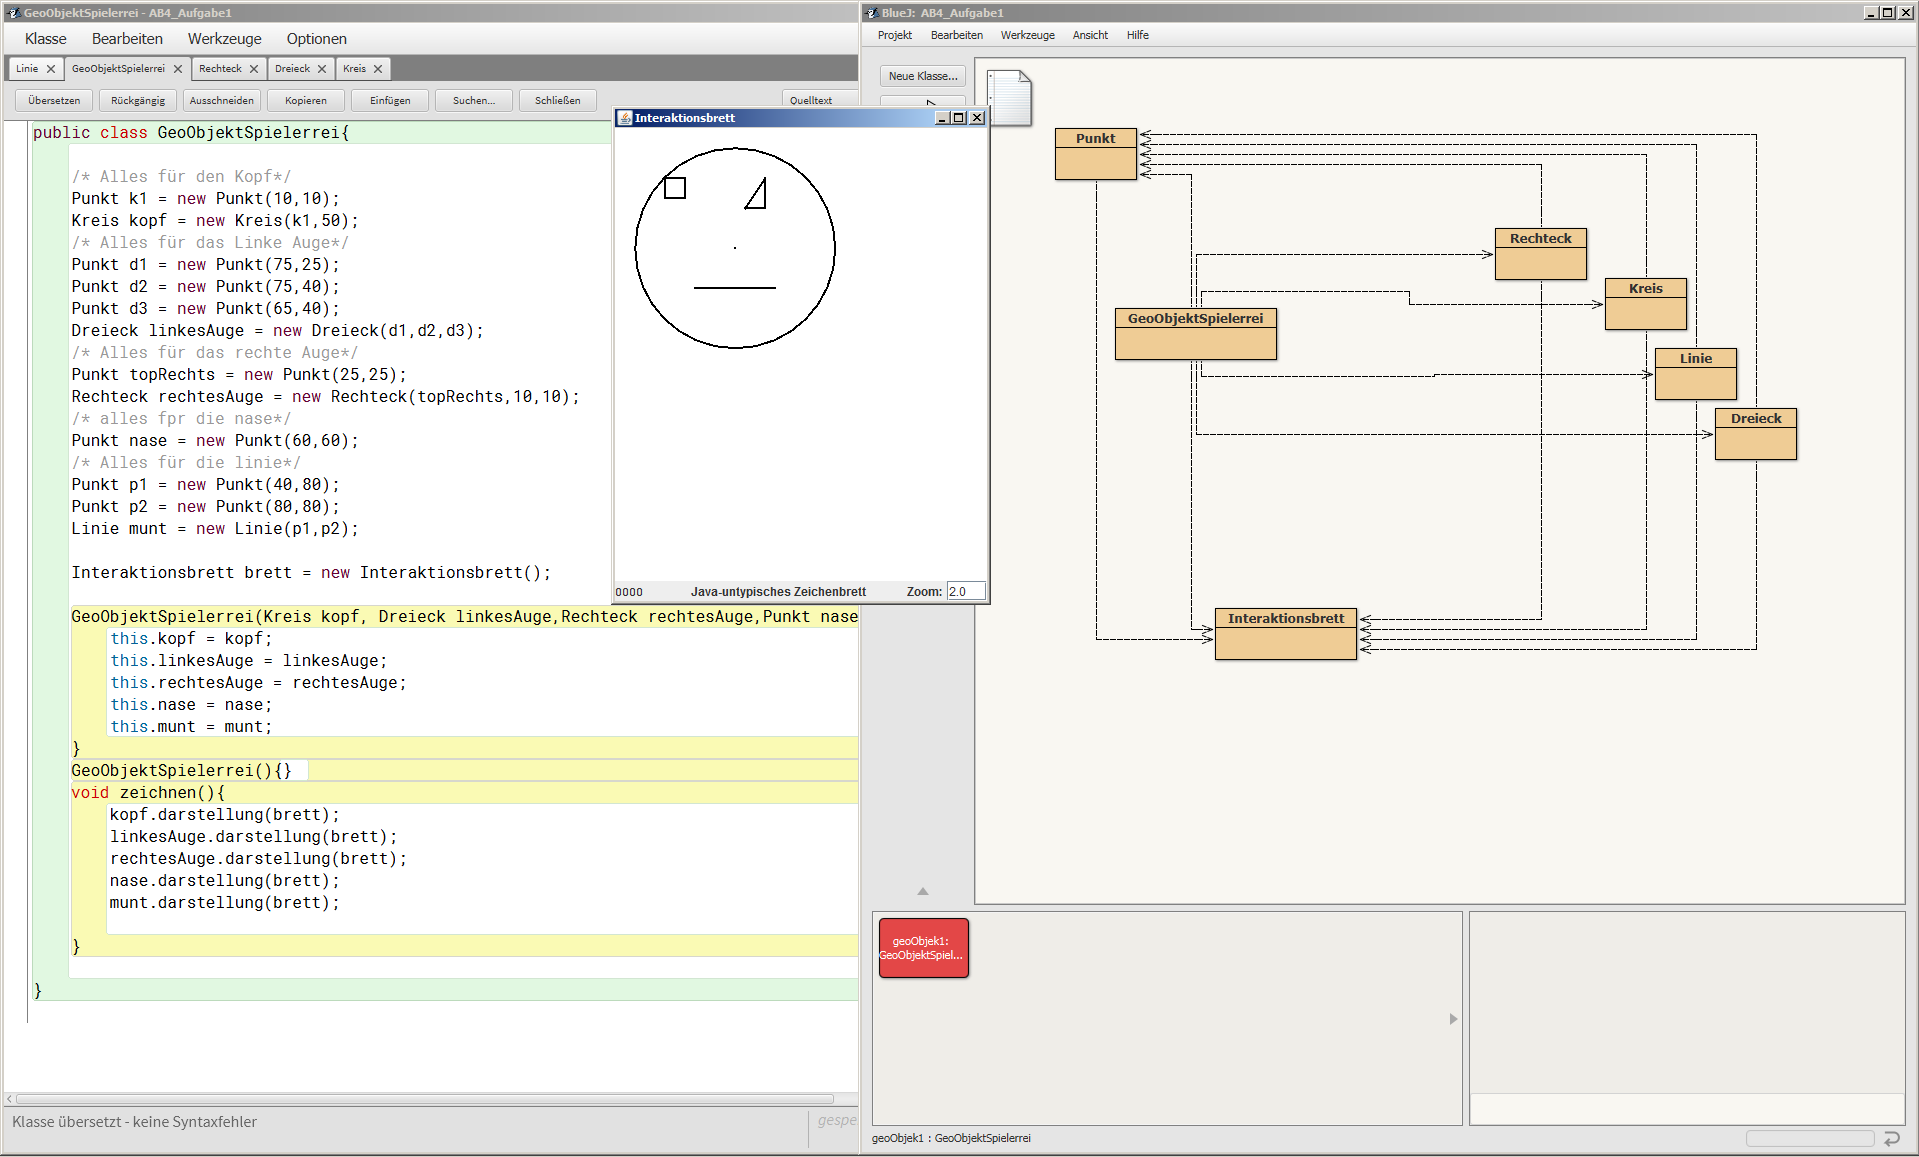 GeoObjektSpielerrei - AB4_Aufgabe1
Klasse Bearbeiten Werkzeuge Optionen
Linie GeoObjektSpielerrei Rechteck Dreieck Kreis
Übersetzen Rückgängig Ausschneiden Kopieren Einfügen Suchen... Schließen Quelltext
public class GeoObjektSpielerrei{
/* Alles für den Kopf*/
Punkt k1 = new Punkt(10,10);
Kreis kopf = new Kreis(k1,50);
/* Alles für das Linke Auge*/
Punkt d1 = new Punkt(75,25);
Punkt d2 = new Punkt(75,40);
Punkt d3 = new Punkt(65,40);
Dreieck linkesAuge = new Dreieck(d1,d2,d3);
/* Alles für das rechte Auge*/
Punkt topRechts = new Punkt(25,25);
Rechteck rechtesAuge = new Rechteck(topRechts,10,10);
/* alles fpr die nase*/
Punkt nase = new Punkt(60,60);
/* Alles für die linie*/
Punkt p1 = new Punkt(40,80);
Punkt p2 = new Punkt(80,80);
Linie munt = new Linie(p1,p2);
Interaktionsbrett brett = new Interaktionsbrett();
GeoObjektSpielerrei(Kreis kopf, Dreieck linkesAuge,Rechteck rechtesAuge,Punkt nase
this.kopf = kopf;
this.linkesAuge = linkesAuge;
this.rechtesAuge = rechtesAuge;
this.nase = nase;
this.munt = munt;
}
GeoObjektSpielerrei(){}
void zeichnen(){
kopf.darstellung(brett);
linkesAuge.darstellung(brett);
rechtesAuge.darstellung(brett);
nase.darstellung(brett);
munt.darstellung(brett);
}
}
Klasse übersetzt - keine Syntaxfehler
gespe
Interaktionsbrett
0000 Java-untypisches Zeichenbrett Zoom: 2.0
BlueJ: AB4_Aufgabe1
Projekt Bearbeiten Werkzeuge Ansicht Hilfe
Neue Klasse...
Punkt
Rechteck
Kreis
GeoObjektSpielerrei
Linie
Dreieck
Interaktionsbrett
geoObjek1:
GeoObjektSpiel...
geoObjek1 : GeoObjektSpielerrei